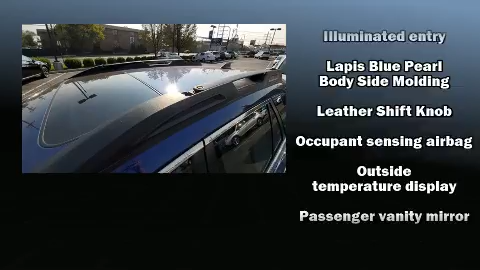 Illuminated entry
Lapis Blue Pearl
Body Side Molding
Leather Shift Knob
Occupant sensing airbag
Outside
temperature display
Passenger vanity mirror